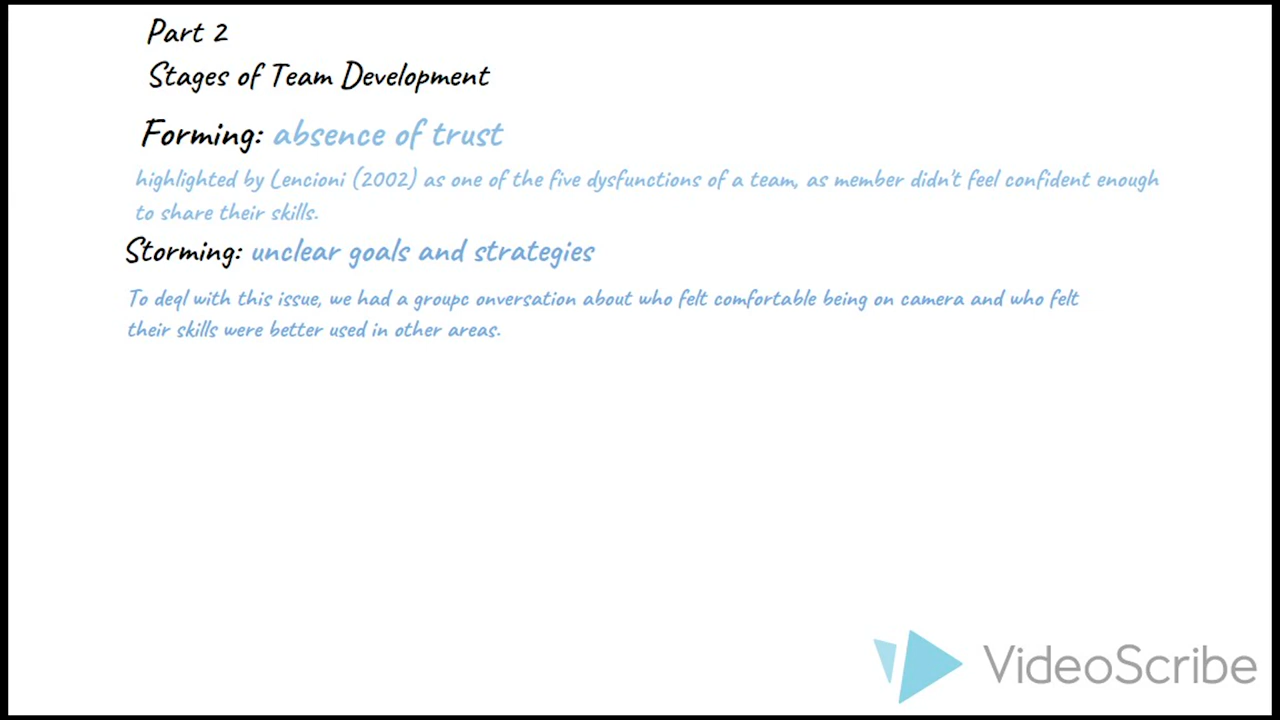 Part 2
Stages of Team Development
Forming: absence of trust
highlighted by Lencioni (2002) as one of the five dysfunctions of a team, as member didn't feel confident enough
to share their skills.
Storming: unclear goals and strategies
To deql with this issue, we had a groupc onversation about who felt comfortable being on camera and who felt
their skills were better used in other areas.
VideoScribe